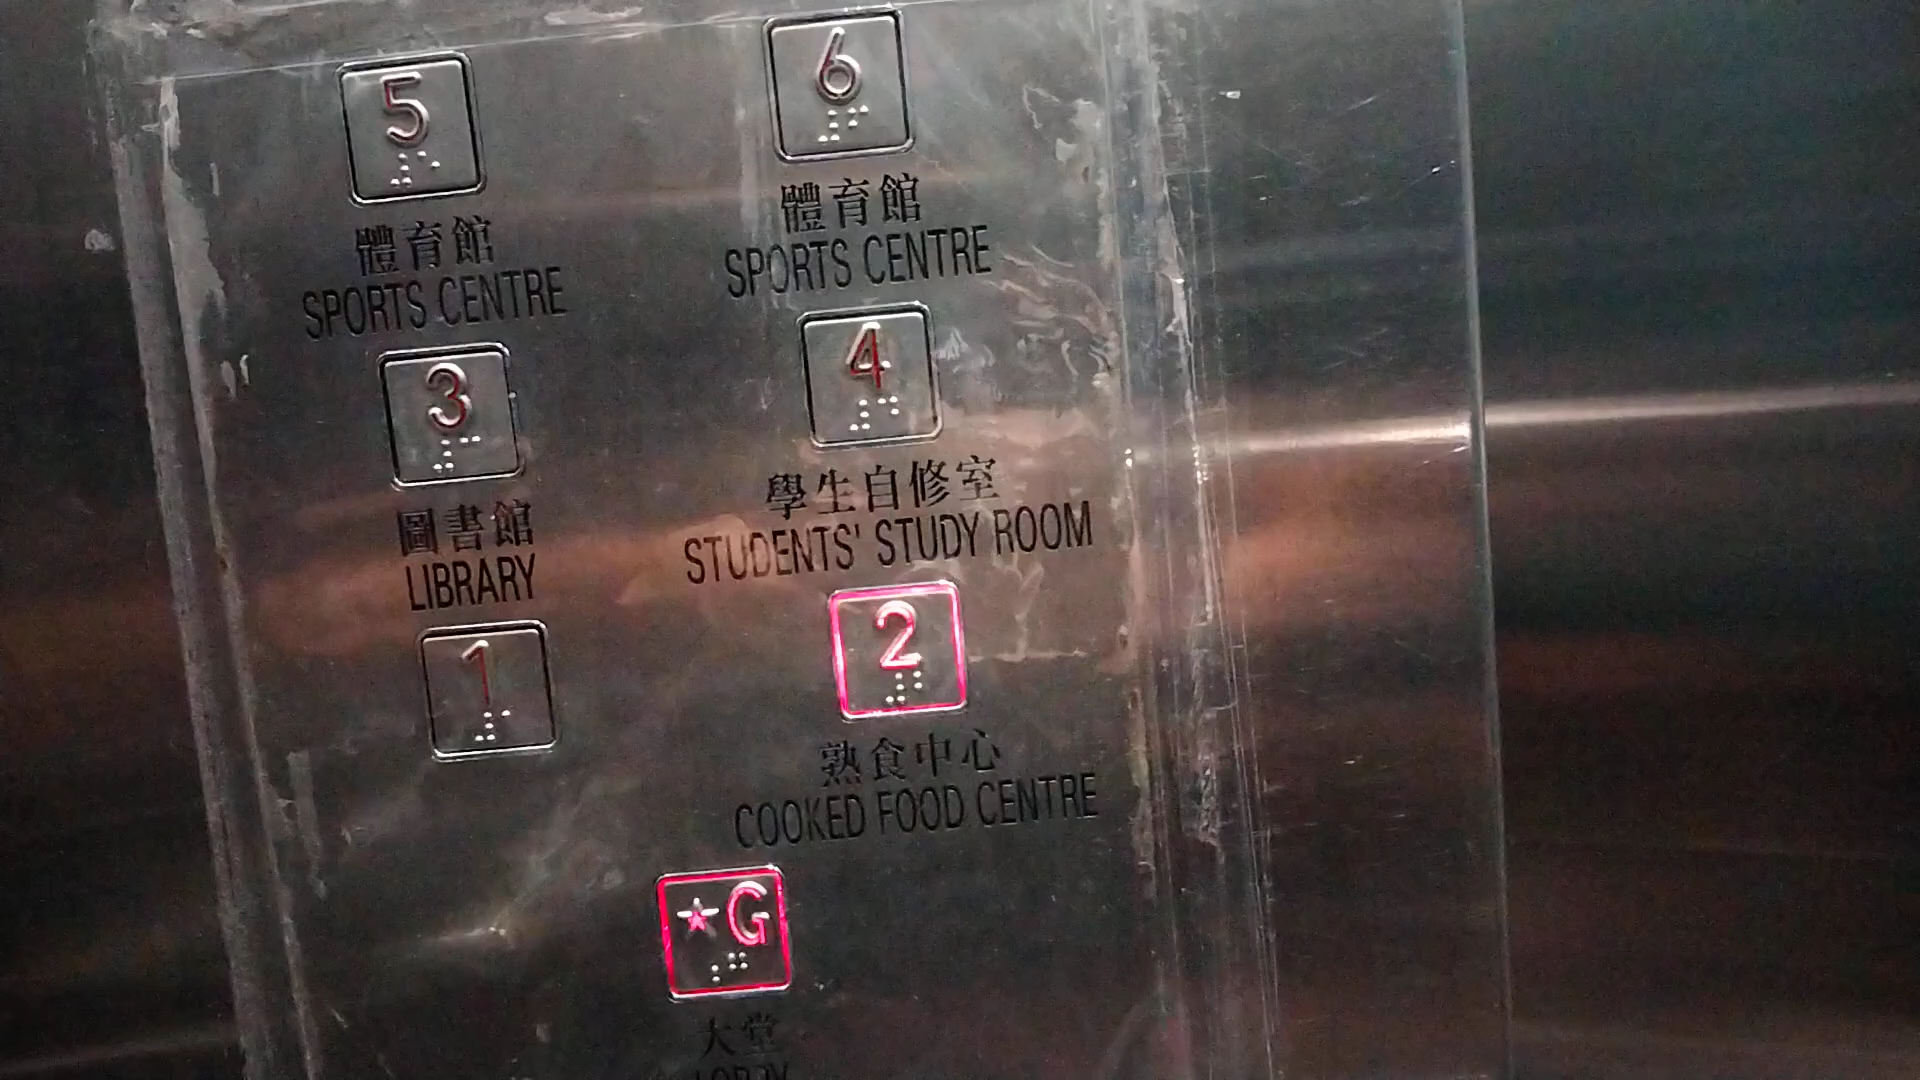 5
體育館
SPORTS CENTRE
6
體育館
SPORTS CENTRE
3
圖書館
LIBRARY
4
學生自修室
STUDENTS' STUDY ROOM
1
2
熟食中心
COOKED FOOD CENTRE
★G
大堂
LOBBY